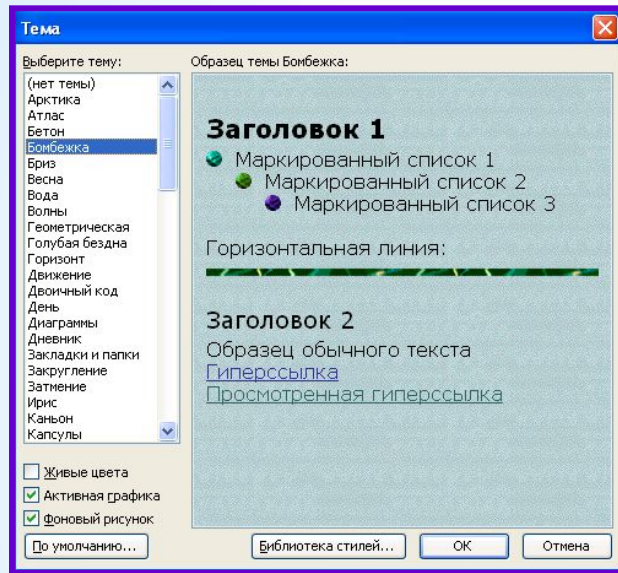 Тема
Выберите тему:
(нет темы)
Арктика
Атлас
Бетон
Бомбежка
Бриз
Весна
Вода
Волны
Геометрическая
Голубая бездна
Горизонт
Движение
Двоичный код
День
Диаграммы
Дневник
Закладки и папки
Закругление
Затмение
Ирис
Каньон
Капсулы
Живые цвета
Активная графика
Фоновый рисунок
По умолчанию...
Образец темы Бомбежка:
Заголовок 1
Маркированный список 1
Маркированный список 2
Маркированный список 3
Горизонтальная линия:
Заголовок 2
Образец обычного текста
Гиперссылка
Просмотренная гиперссылка
Библиотека стилей...
ОК
Отмена